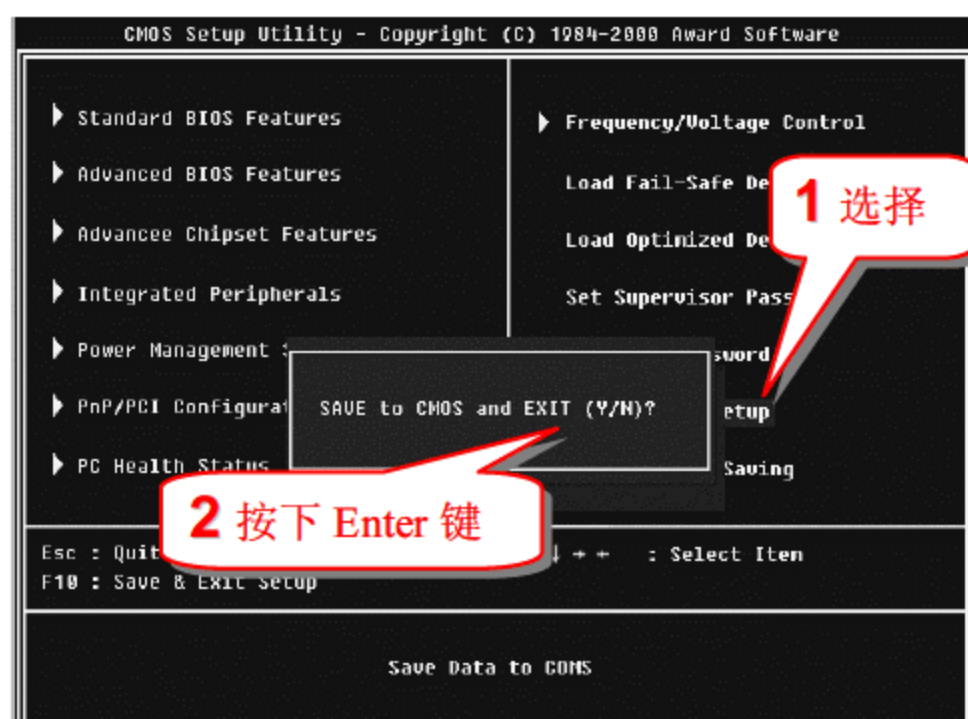 CMOS Setup Utility - Copyright (C) 1984-2000 Award Software
Standard BIOS Features
Advanced BIOS Features
Advancee Chipset Features
Integrated Peripherals
Power Management
PnP/PCI Configurat
PC Health Status
Frequency/Voltage Control
Load Fail-Safe De
Load Optimized De
Set Supervisor Pass
sword
etup
Saving
1 选择
SAVE to CMOS and EXIT (Y/N)?
2 按下 Enter 键
Esc : Quit
↓ → ← : Select Item
F10 : Save & Exit Setup
Save Data to COMS